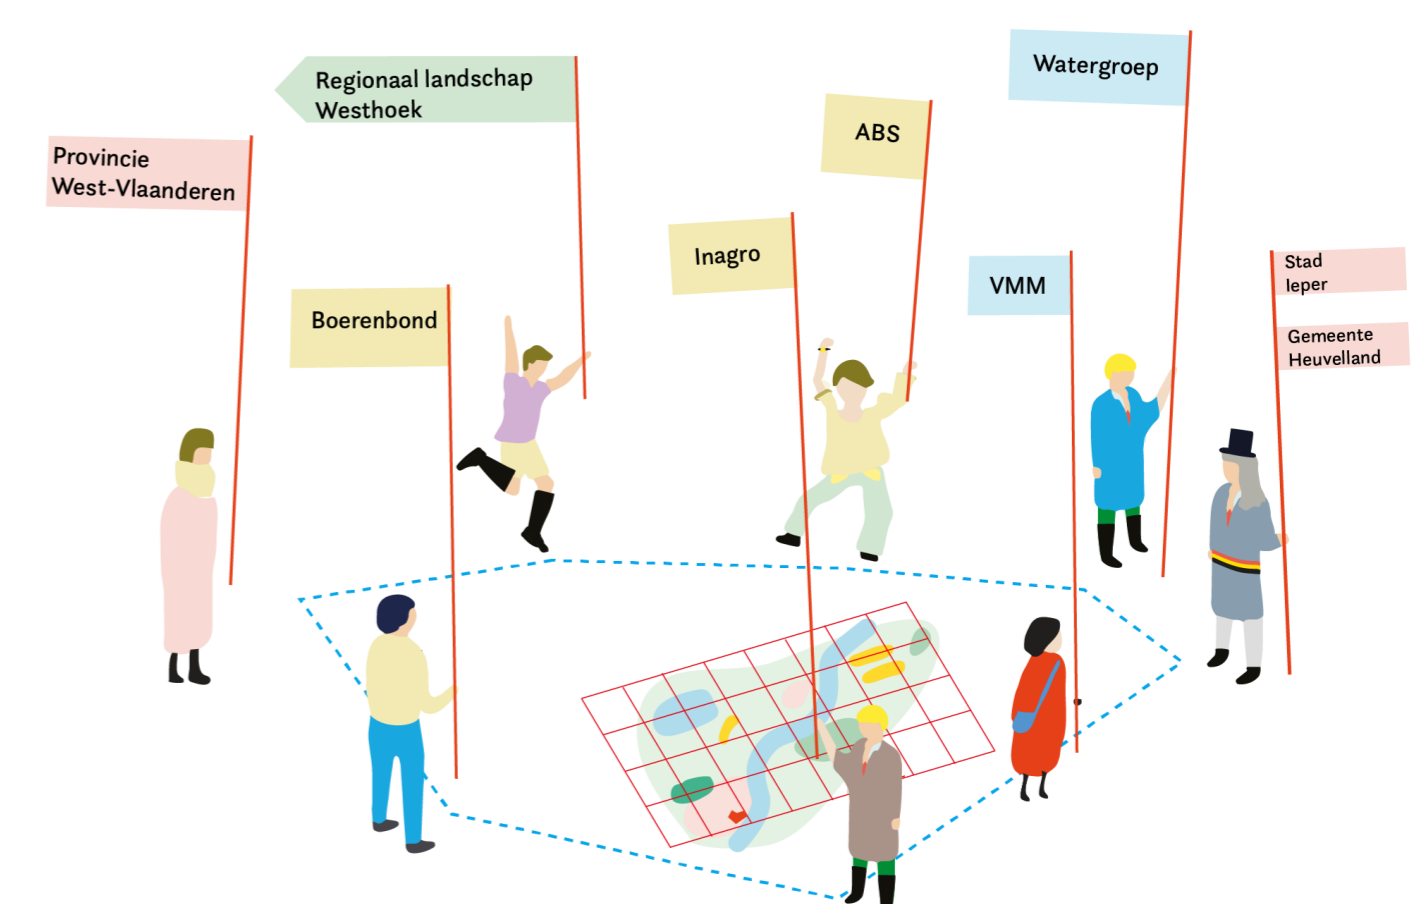 Regionaal landschap
Westhoek
Watergroep
ABS
Provincie
West-Vlaanderen
Inagro
VMM
Stad
Ieper
Boerenbond
Gemeente
Heuvelland